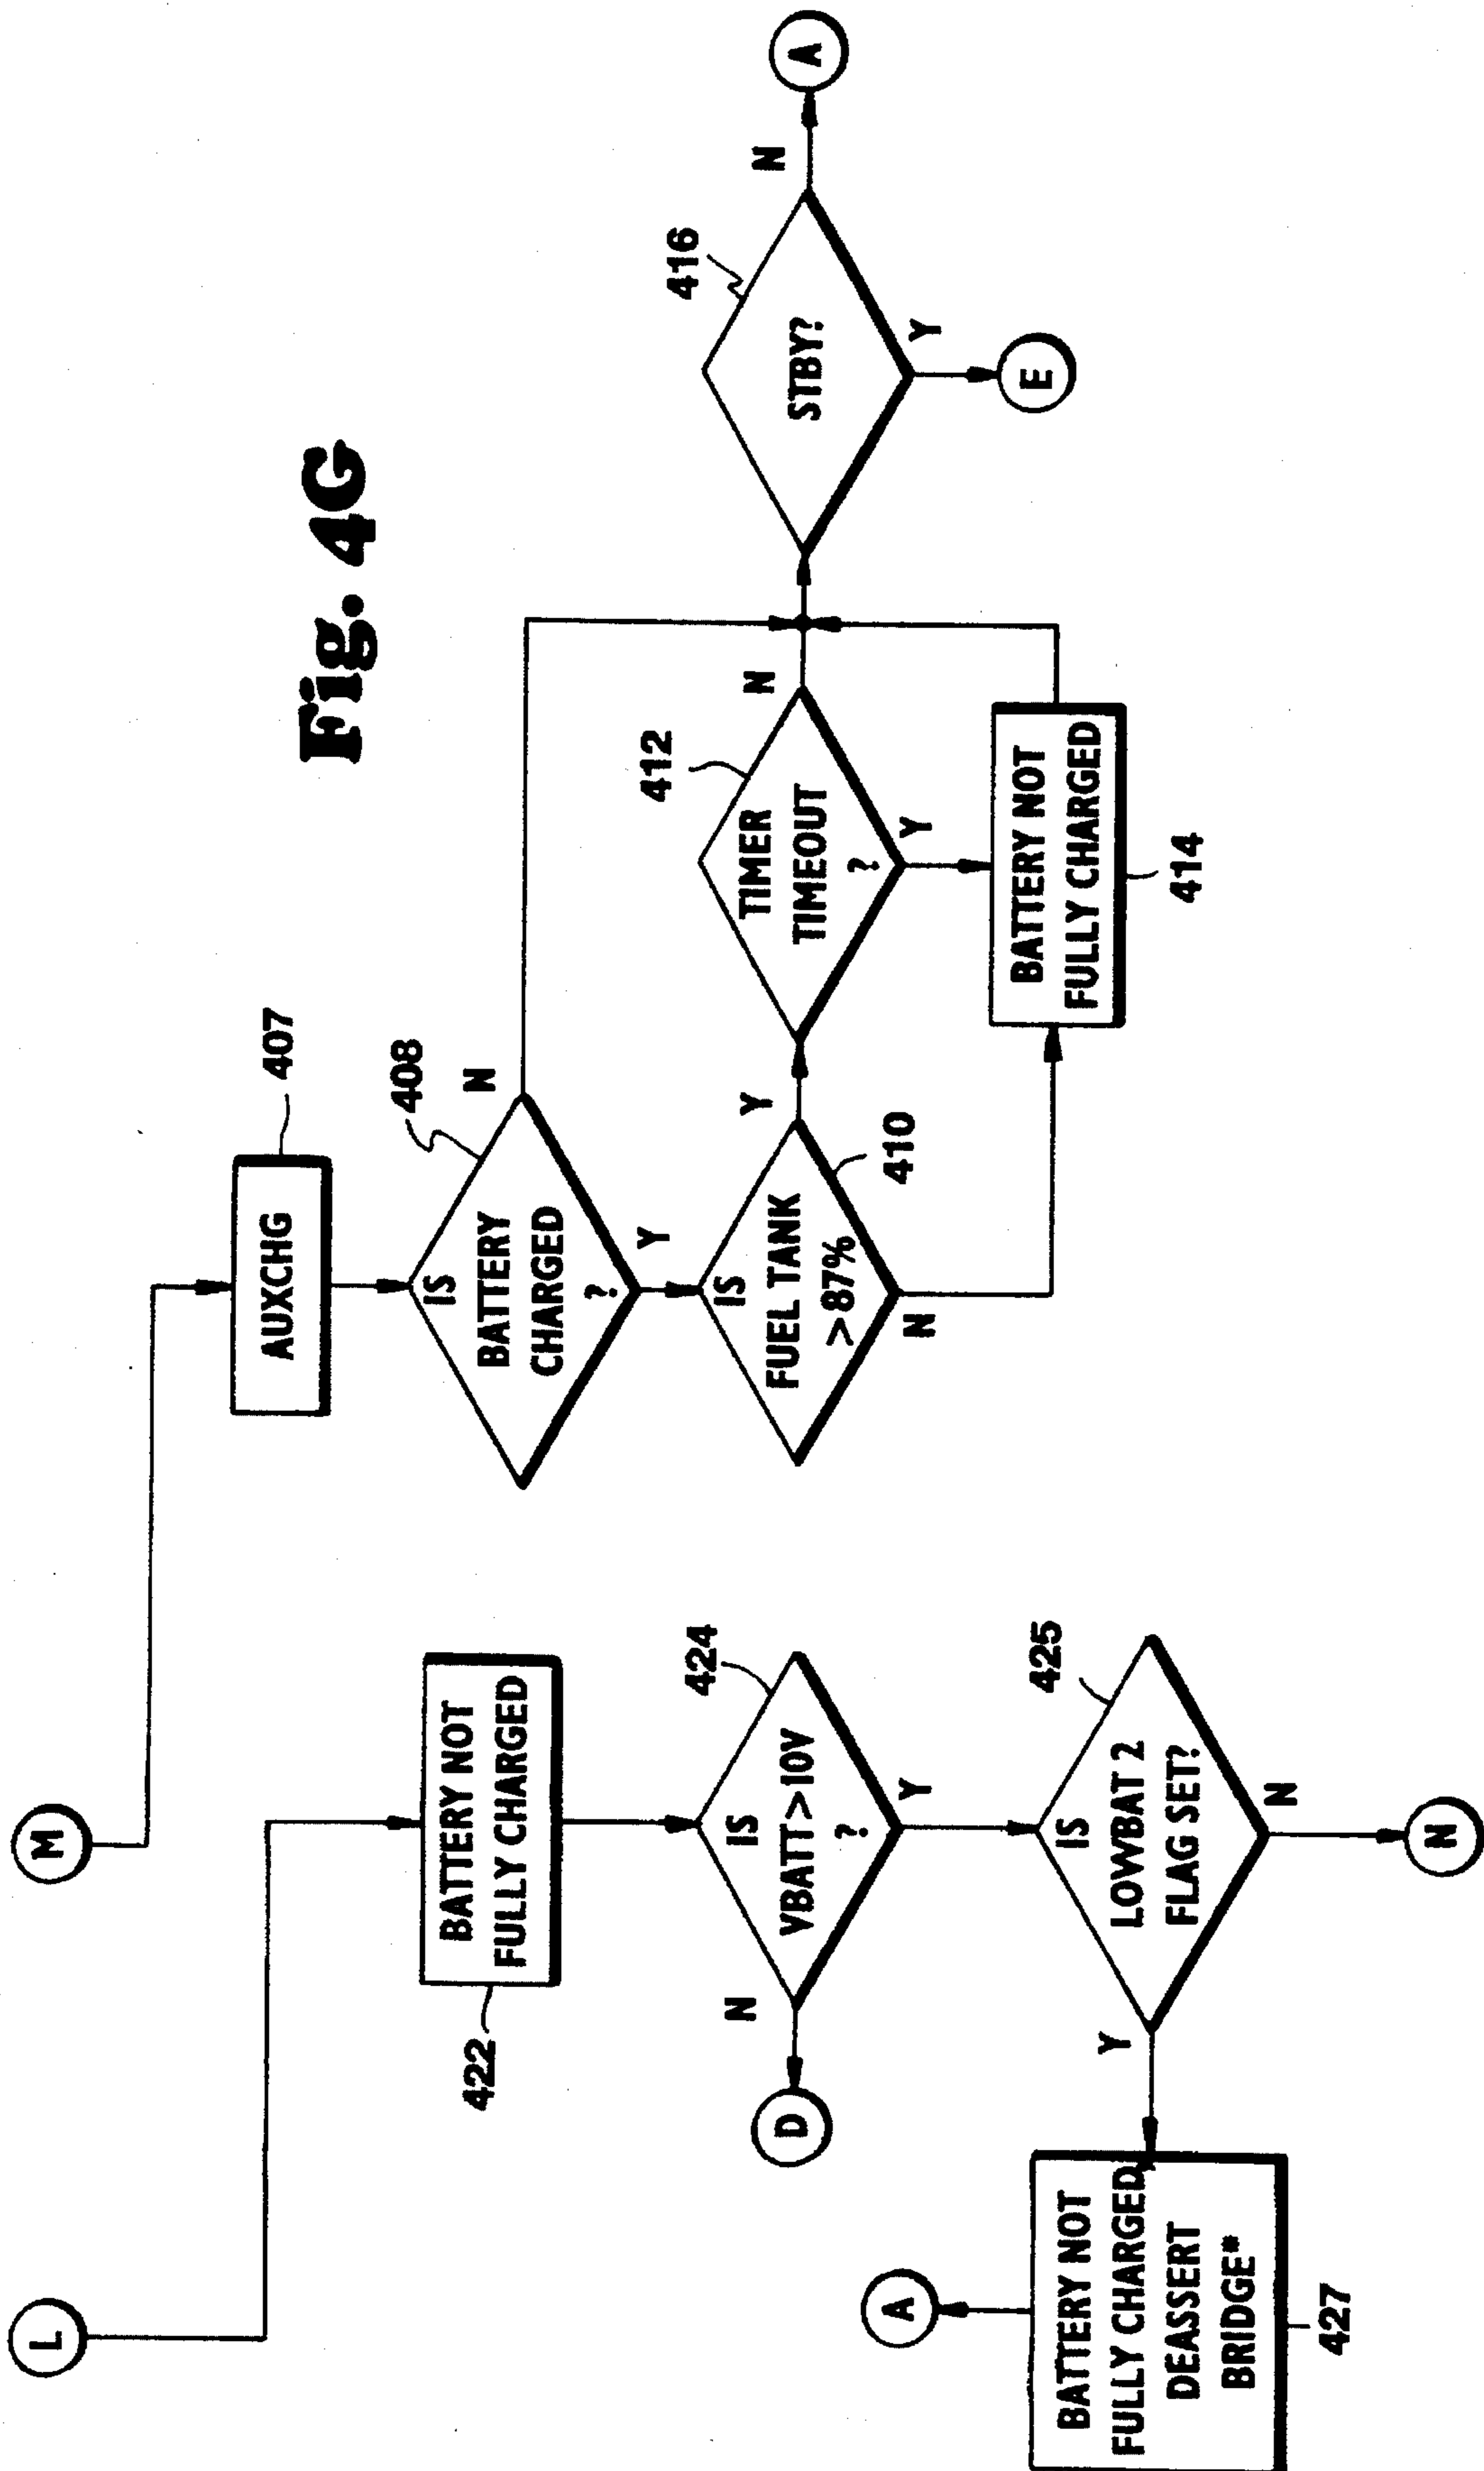 Fig. 4G
L
M
AUXCHG
407
BATTERY NOT
FULLY CHARGED
422
IS
BATTERY
CHARGED
?
408
N
Y
IS
VBATT>10V
?
424
N
Y
D
IS
FUEL TANK
>87%
410
Y
N
TIMER
TIMEOUT
?
412
N
Y
STBY?
416
N
Y
A
E
BATTERY NOT
FULLY CHARGED
414
IS
LOWBAT 2
FLAG SET?
425
Y
N
N
A
BATTERY NOT
FULLY CHARGED
DEASSERT
BRIDGE*
427